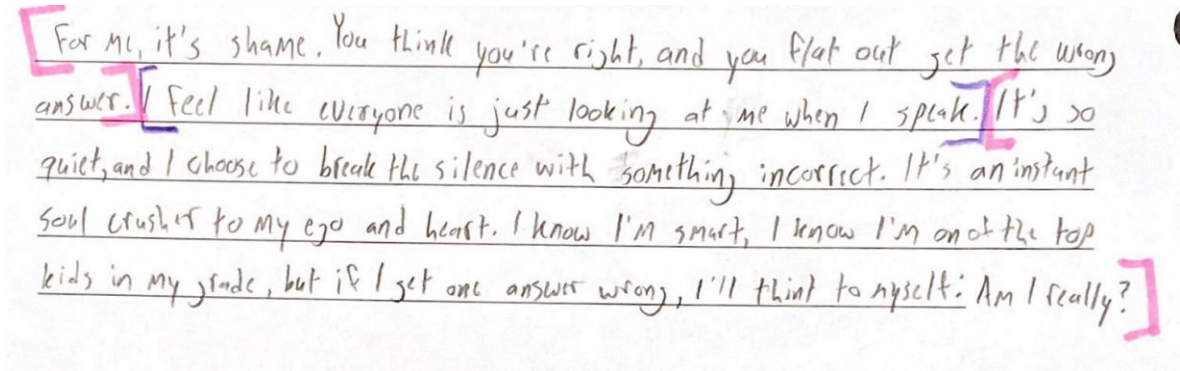 For me, it's shame. You think you're right, and you flat out get the wrong
answer. I feel like everyone is just looking at me when I speak. It's so
quiet, and I choose to break the silence with something incorrect. It's an instant
soul crusher to my ego and heart. I know I'm smart, I know I'm on of the top
kids in my grade, but if I get one answer wrong, I'll think to myself: Am I really?